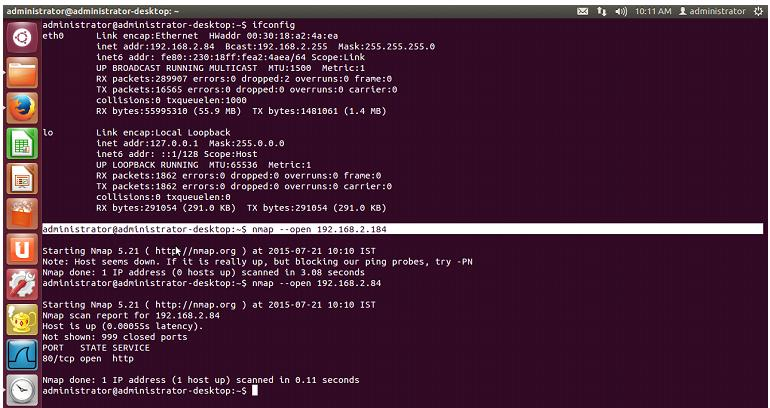 administrator@administrator-desktop: ~
10:11 AM administrator
administrator@administrator-desktop:~$ ifconfig
eth0 Link encap:Ethernet HWaddr 00:30:18:a2:4a:ea
inet addr:192.168.2.84 Bcast:192.168.2.255 Mask:255.255.255.0
inet6 addr: fe80::230:18ff:fea2:4aea/64 Scope:Link
UP BROADCAST RUNNING MULTICAST MTU:1500 Metric:1
RX packets:289907 errors:0 dropped:2 overruns:0 frame:0
TX packets:16565 errors:0 dropped:0 overruns:0 carrier:0
collisions:0 txqueuelen:1000
RX bytes:55995310 (55.9 MB) TX bytes:1481061 (1.4 MB)
lo Link encap:Local Loopback
inet addr:127.0.0.1 Mask:255.0.0.0
inet6 addr: ::1/128 Scope:Host
UP LOOPBACK RUNNING MTU:65536 Metric:1
RX packets:1862 errors:0 dropped:0 overruns:0 frame:0
TX packets:1862 errors:0 dropped:0 overruns:0 carrier:0
collisions:0 txqueuelen:0
RX bytes:291054 (291.0 KB) TX bytes:291054 (291.0 KB)
administrator@administrator-desktop:~$ nmap --open 192.168.2.184
Starting Nmap 5.21 ( http://nmap.org ) at 2015-07-21 10:10 IST
Note: Host seems down. If it is really up, but blocking our ping probes, try -PN
Nmap done: 1 IP address (0 hosts up) scanned in 3.08 seconds
administrator@administrator-desktop:~$ nmap --open 192.168.2.84
Starting Nmap 5.21 ( http://nmap.org ) at 2015-07-21 10:10 IST
Nmap scan report for 192.168.2.84
Host is up (0.00055s latency).
Not shown: 999 closed ports
PORT STATE SERVICE
80/tcp open http
Nmap done: 1 IP address (1 host up) scanned in 0.11 seconds
administrator@administrator-desktop:~$